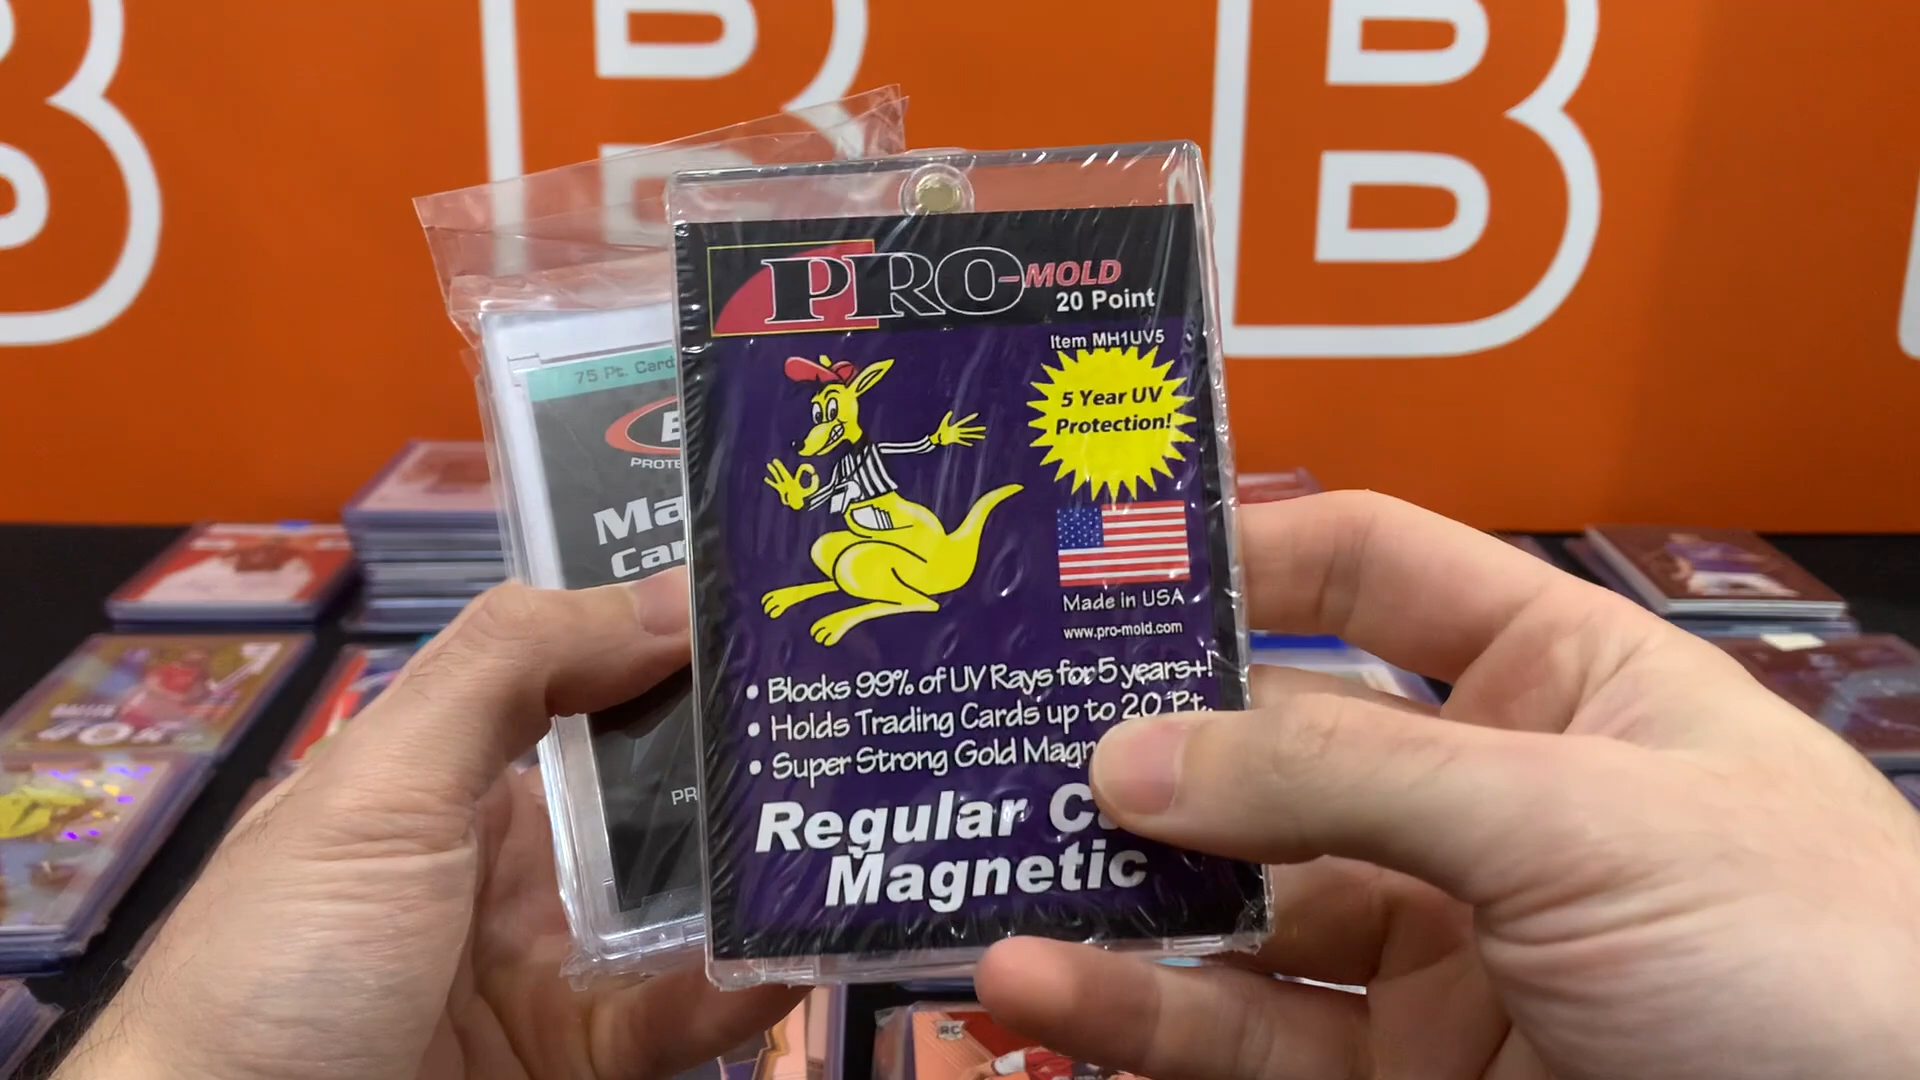 B
B
B
PRO-MOLD
20 Point
Item MH1UV5
5 Year UV
Protection!
Made in USA
www.pro-mold.com
• Blocks 99% of UV Rays for 5 years+!
• Holds Trading Cards up to 20 Pt.
• Super Strong Gold Magn
Regular C
Magnetic
75 Pt. Card
PROTE
Ma
Car
PR
RC